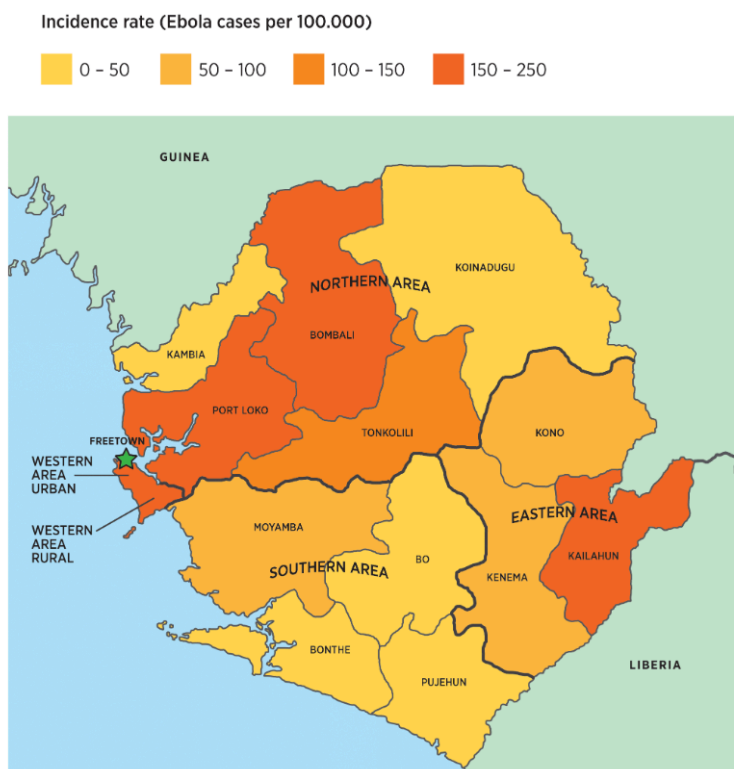 Incidence rate (Ebola cases per 100.000)
0 – 50
50 – 100
100 – 150
150 – 250
GUINEA
KOINADUGU
NORTHERN AREA
BOMBALI
KAMBIA
PORT LOKO
TONKOLILI
KONO
FREETOWN
WESTERN
AREA
URBAN
WESTERN
AREA
RURAL
MOYAMBA
EASTERN AREA
KAILAHUN
BO
SOUTHERN AREA
KENEMA
BONTHE
LIBERIA
PUJEHUN